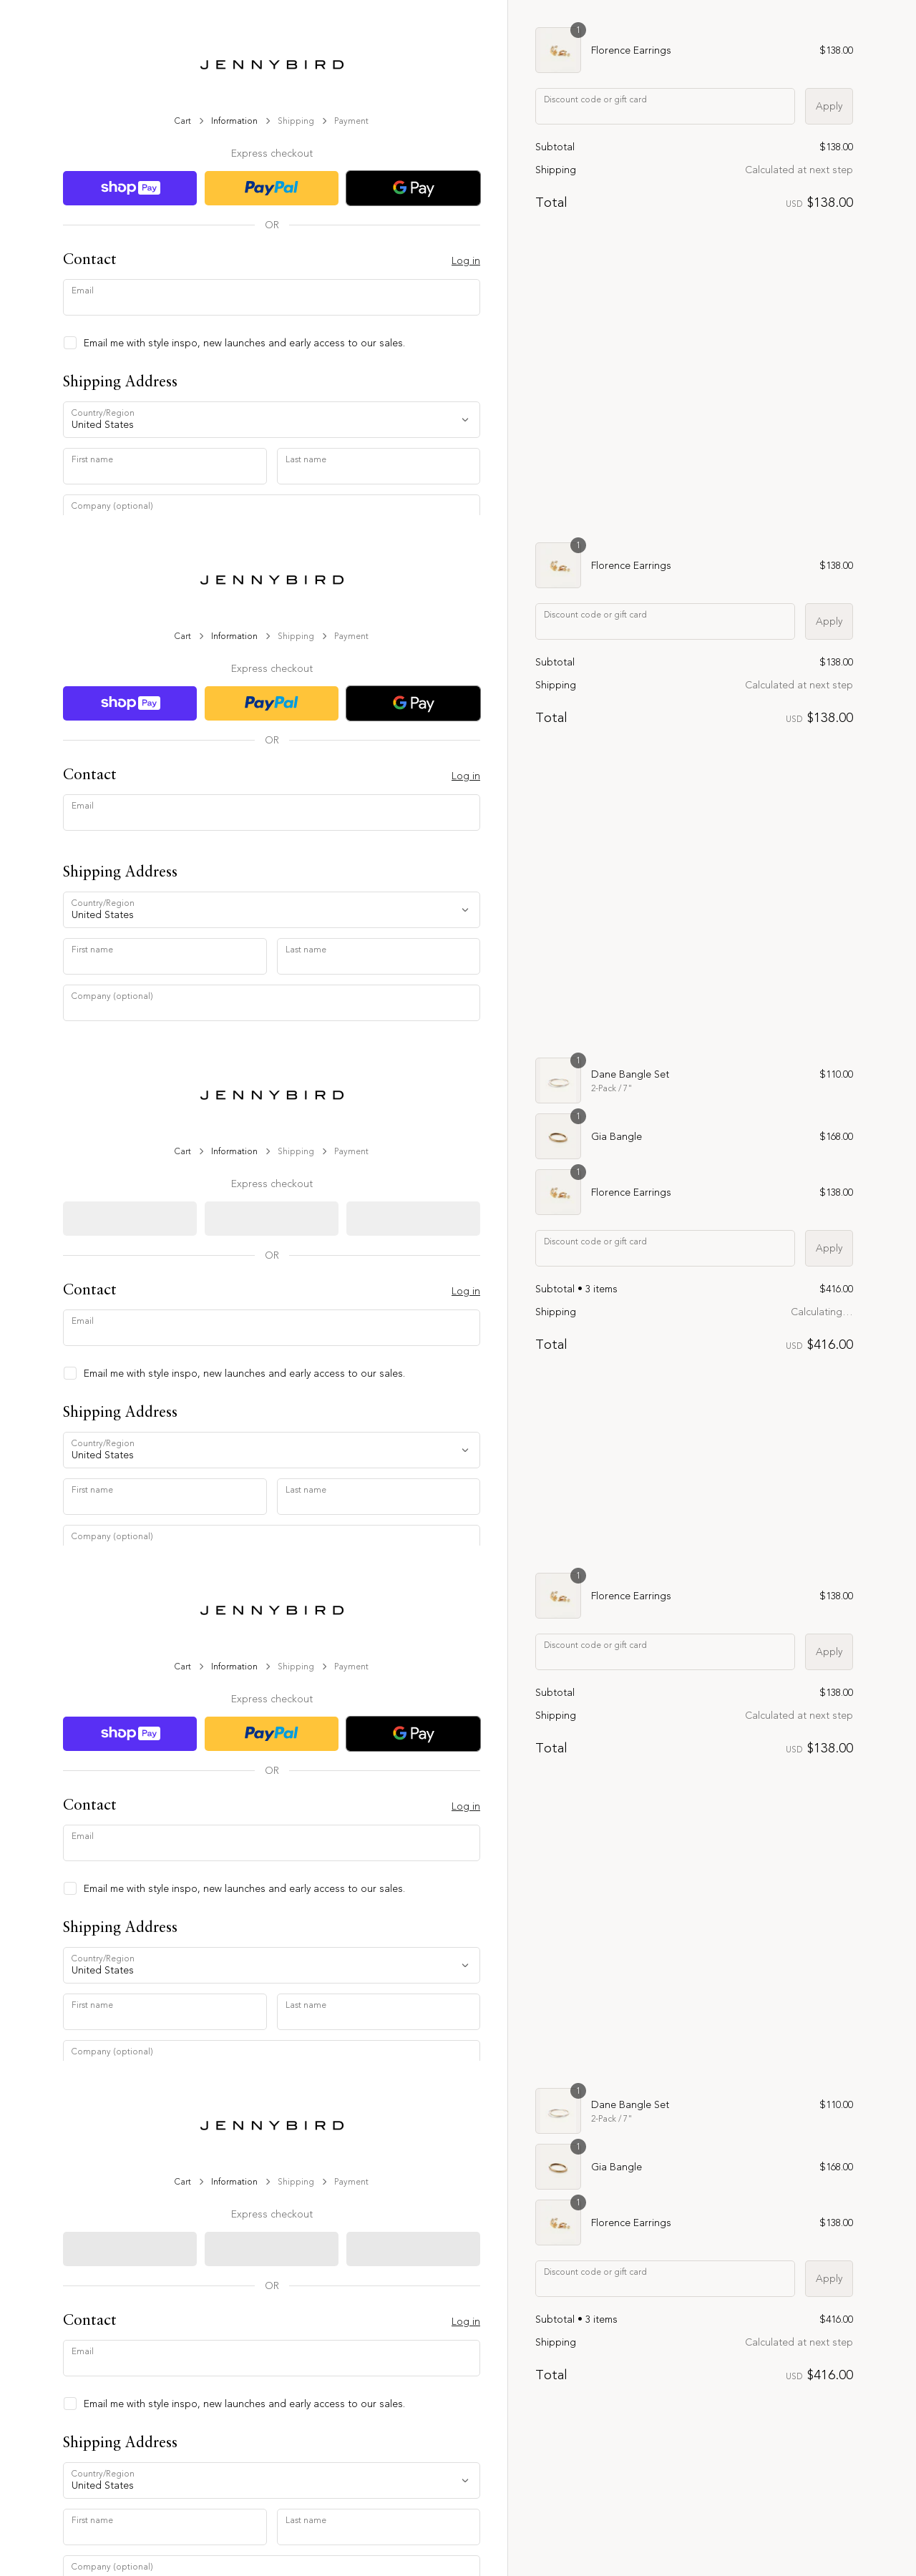 JENNYBIRD
Cart > Information > Shipping > Payment
Express checkout
shop Pay PayPal G Pay
OR
Contact Log in
Email
Email me with style inspo, new launches and early access to our sales.
Shipping Address
Country/Region
United States
First name Last name
Company (optional)
1
Florence Earrings $138.00
Discount code or gift card Apply
Subtotal $138.00
Shipping Calculated at next step
Total USD $138.00
JENNYBIRD
Cart > Information > Shipping > Payment
Express checkout
shop Pay PayPal G Pay
OR
Contact Log in
Email
Shipping Address
Country/Region
United States
First name Last name
Company (optional)
1
Florence Earrings $138.00
Discount code or gift card Apply
Subtotal $138.00
Shipping Calculated at next step
Total USD $138.00
JENNYBIRD
Cart > Information > Shipping > Payment
Express checkout
OR
Contact Log in
Email
Email me with style inspo, new launches and early access to our sales.
Shipping Address
Country/Region
United States
First name Last name
Company (optional)
1
Dane Bangle Set $110.00
2-Pack / 7"
1
Gia Bangle $168.00
1
Florence Earrings $138.00
Discount code or gift card Apply
Subtotal • 3 items $416.00
Shipping Calculating...
Total USD $416.00
JENNYBIRD
Cart > Information > Shipping > Payment
Express checkout
shop Pay PayPal G Pay
OR
Contact Log in
Email
Email me with style inspo, new launches and early access to our sales.
Shipping Address
Country/Region
United States
First name Last name
Company (optional)
1
Florence Earrings $138.00
Discount code or gift card Apply
Subtotal $138.00
Shipping Calculated at next step
Total USD $138.00
JENNYBIRD
Cart > Information > Shipping > Payment
Express checkout
OR
Contact Log in
Email
Email me with style inspo, new launches and early access to our sales.
Shipping Address
Country/Region
United States
First name Last name
Company (optional)
1
Dane Bangle Set $110.00
2-Pack / 7"
1
Gia Bangle $168.00
1
Florence Earrings $138.00
Discount code or gift card Apply
Subtotal • 3 items $416.00
Shipping Calculated at next step
Total USD $416.00